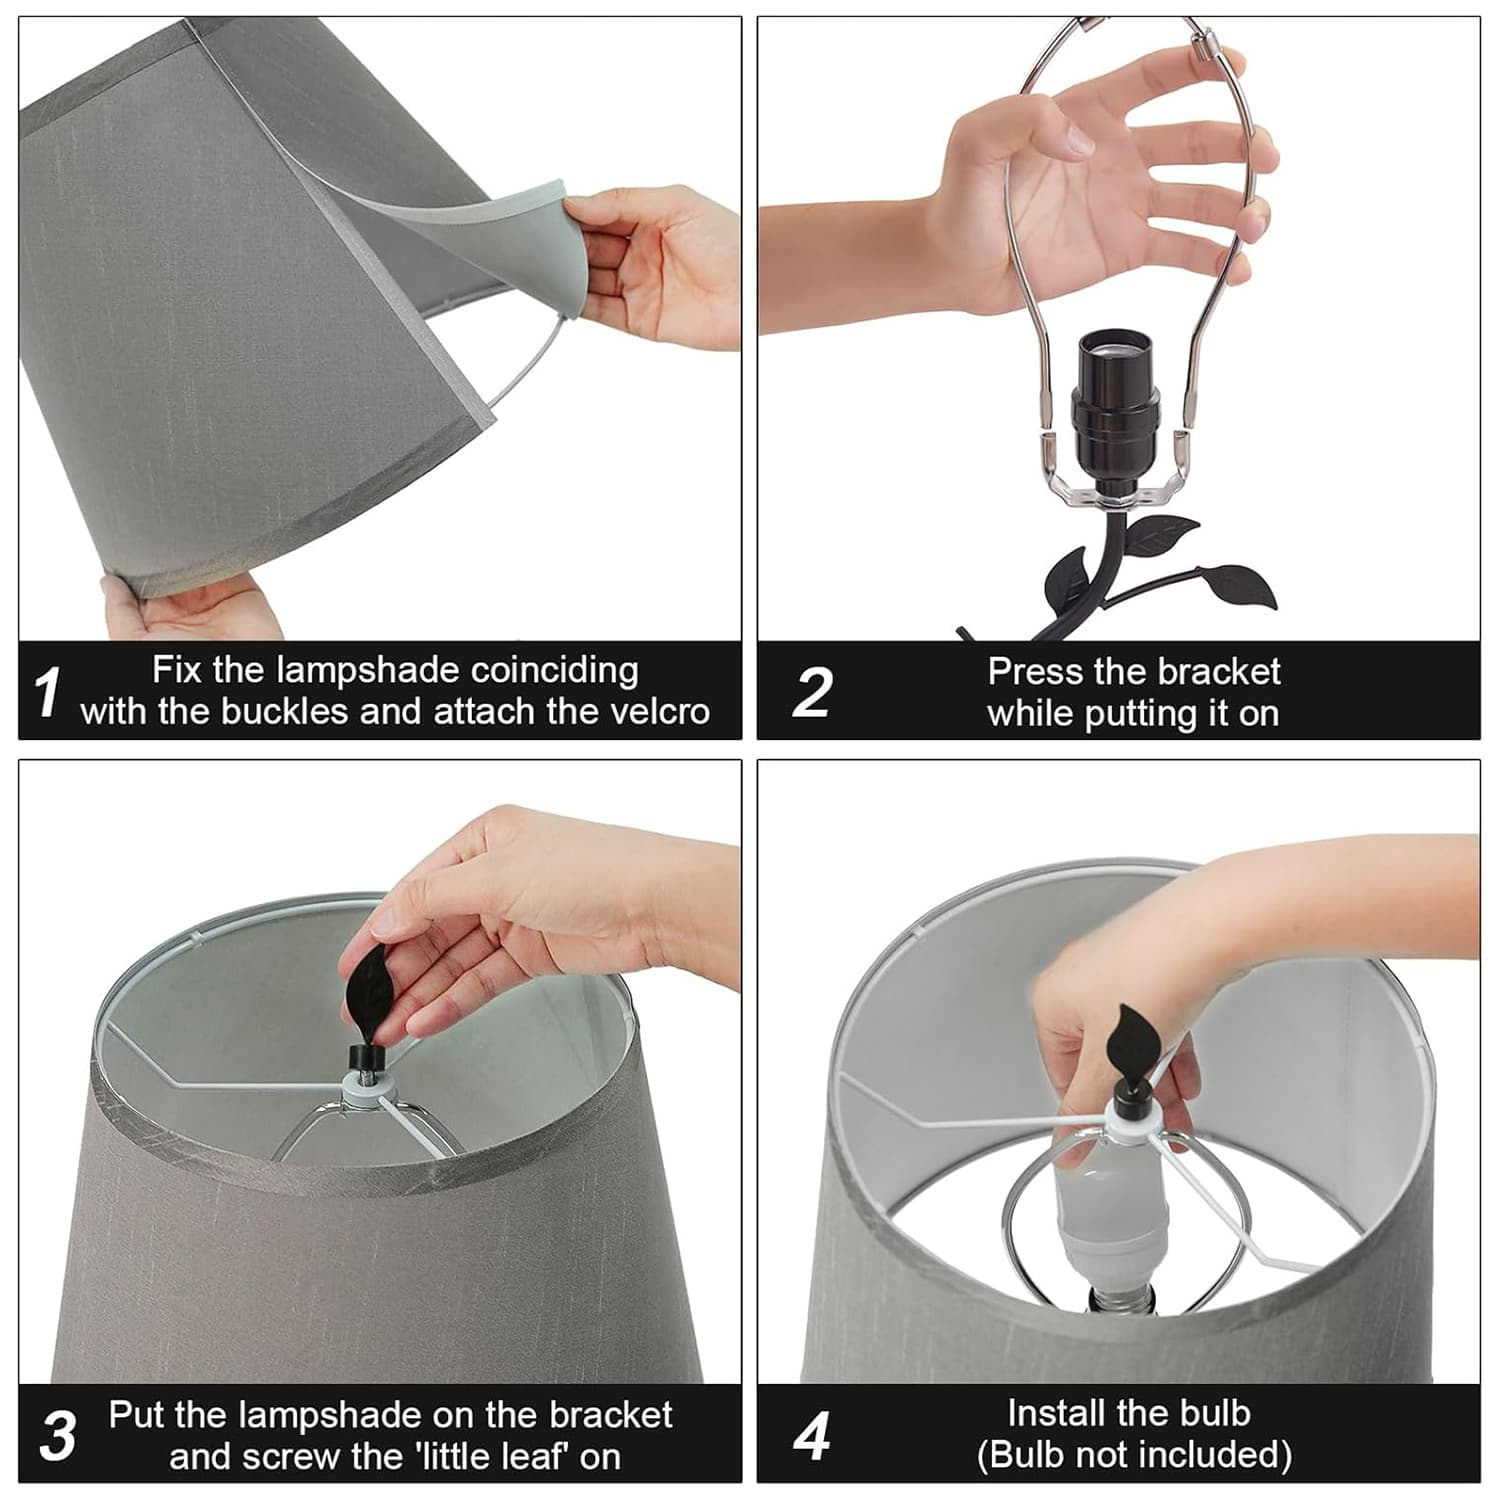 1
Fix the lampshade coinciding
with the buckles and attach the velcro
2
Press the bracket
while putting it on
3
Put the lampshade on the bracket
and screw the 'little leaf' on
4
Install the bulb
(Bulb not included)